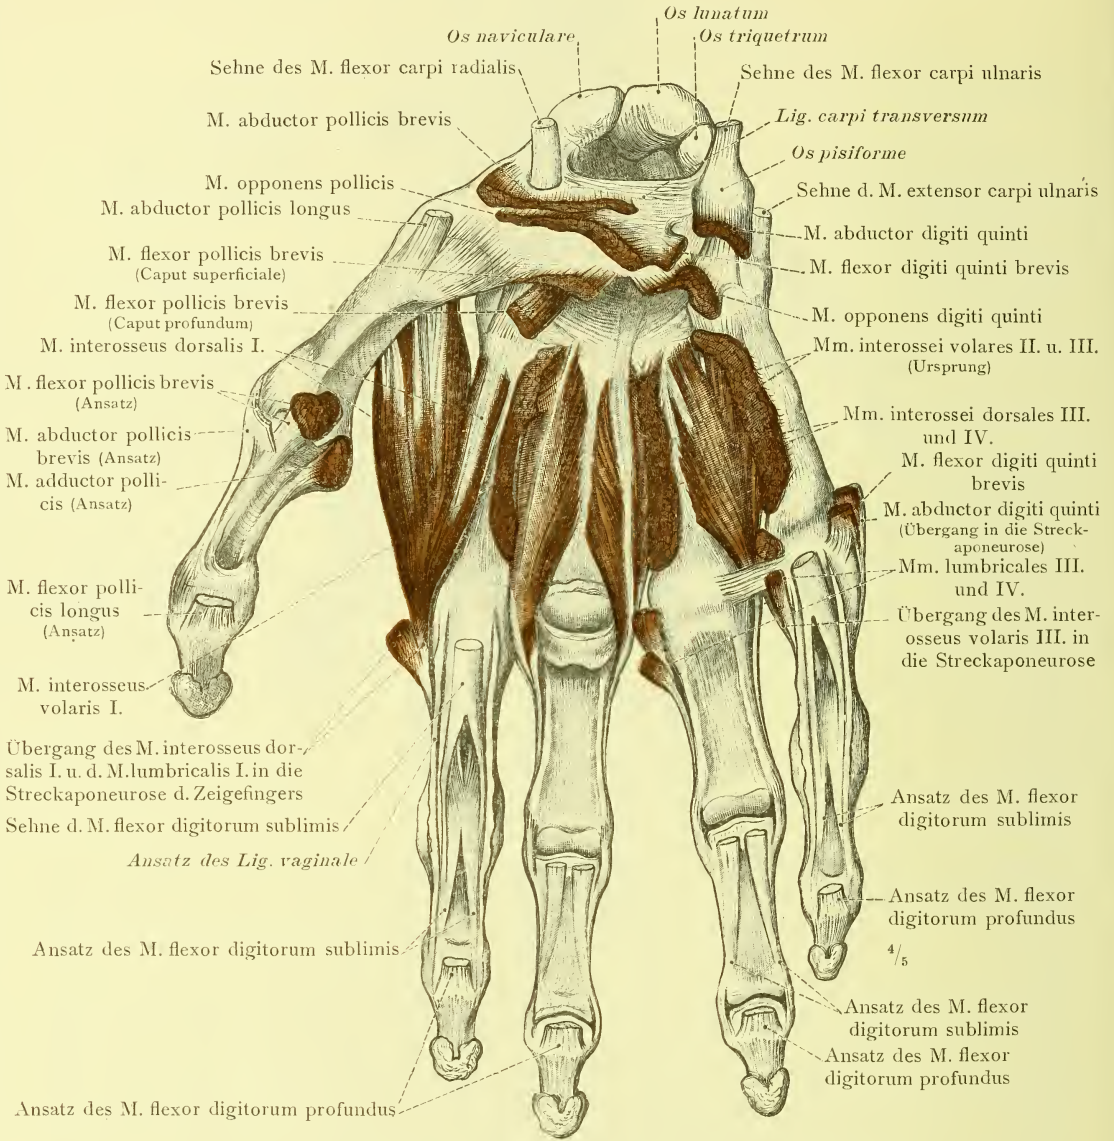 Os lunatum
Os naviculare
Os triquetrum
Sehne des M. flexor carpi radialis
Sehne des M. flexor carpi ulnaris
M. abductor pollicis brevis
Lig. carpi transversum
Os pisiforme
M. opponens pollicis
Sehne d. M. extensor carpi ulnaris
M. abductor pollicis longus
M. abductor digiti quinti
M. flexor pollicis brevis
(Caput superficiale)
M. flexor digiti quinti brevis
M. flexor pollicis brevis
(Caput profundum)
M. opponens digiti quinti
M. interosseus dorsalis I.
Mm. interossei volares II. u. III.
(Ursprung)
M. flexor pollicis brevis
(Ansatz)
Mm. interossei dorsales III.
und IV.
M. abductor pollicis
brevis (Ansatz)
M. flexor digiti quinti
brevis
M. adductor polli-
cis (Ansatz)
M. abductor digiti quinti
(Übergang in die Streck-
aponeurose)
Mm. lumbricales III.
und IV.
M. flexor polli-
cis longus
(Ansatz)
Übergang des M. inter-
osseus volaris III. in
die Streckaponeurose
M. interosseus
volaris I.
Übergang des M. interosseus dor-
salis I. u. d. M. lumbricalis I. in die
Streckaponeurose d. Zeigefingers
Sehne d. M. flexor digitorum sublimis
Ansatz des Lig. vaginale
Ansatz des M. flexor
digitorum sublimis
Ansatz des M. flexor
digitorum profundus
Ansatz des M. flexor digitorum sublimis
4/5
Ansatz des M. flexor
digitorum sublimis
Ansatz des M. flexor
digitorum profundus
Ansatz des M. flexor digitorum profundus